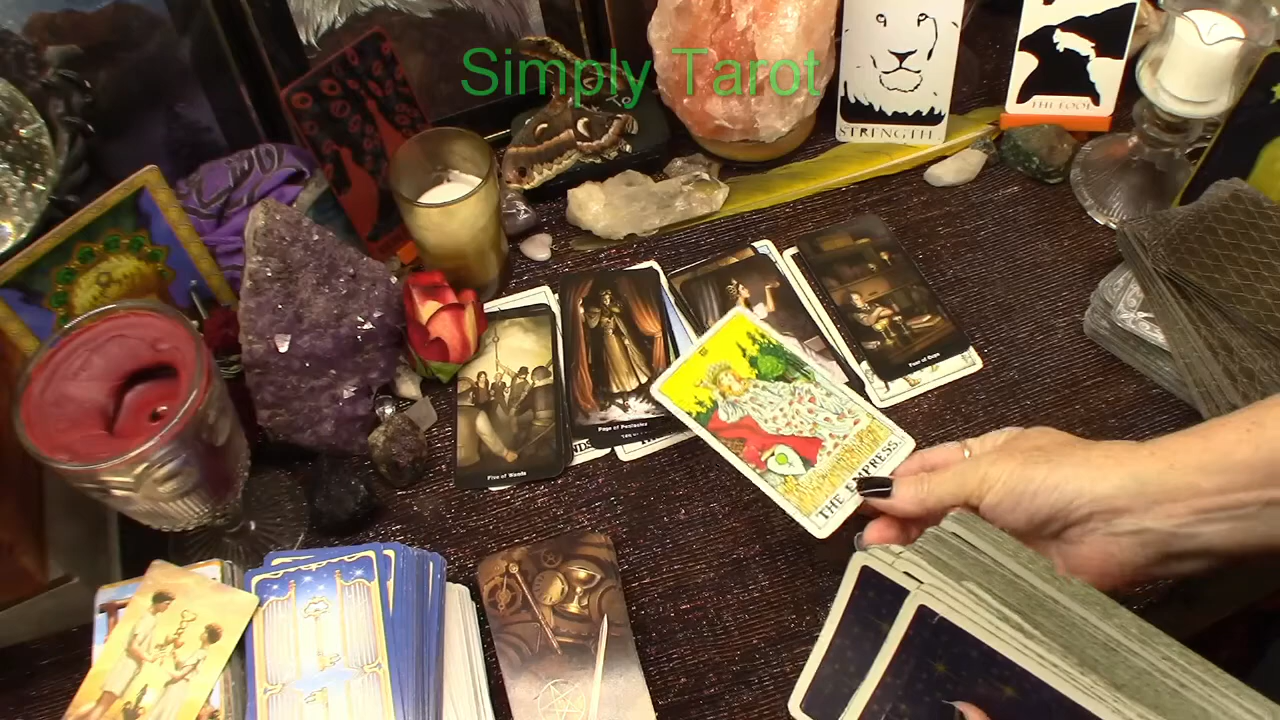 Simply Tarot
STRENGTH
THE FOOL
Four of Cups
Page of Pentacles
Five of Wands
THE EMPRESS.